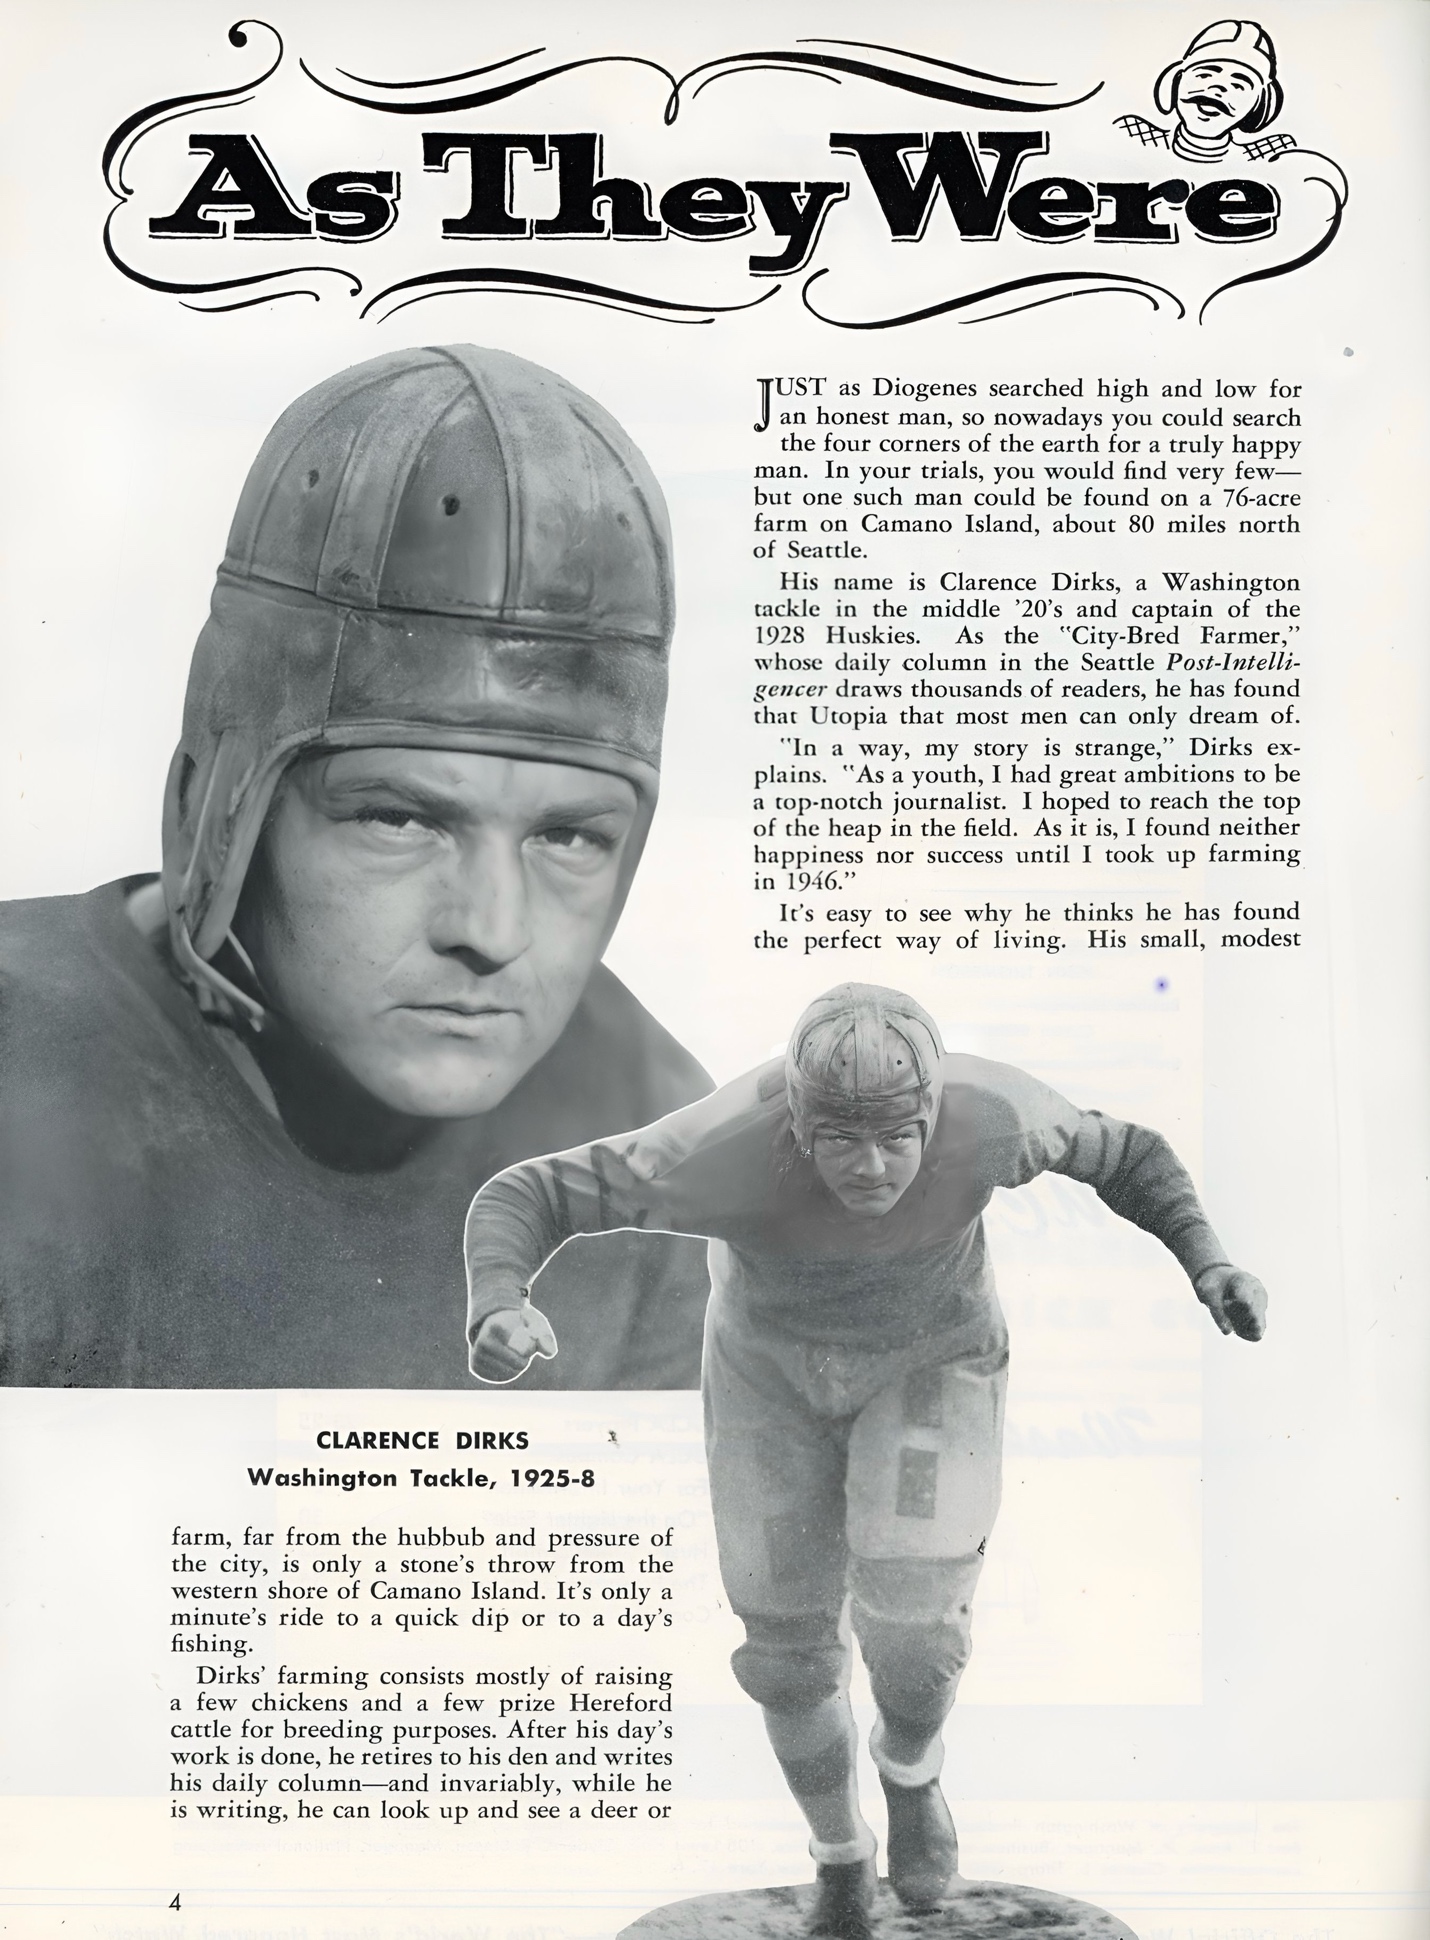 As They Were
JUST as Diogenes searched high and low for
an honest man, so nowadays you could search
the four corners of the earth for a truly happy
man. In your trials, you would find very few—
but one such man could be found on a 76-acre
farm on Camano Island, about 80 miles north
of Seattle.
His name is Clarence Dirks, a Washington
tackle in the middle '20's and captain of the
1928 Huskies. As the "City-Bred Farmer,"
whose daily column in the Seattle Post-Intelli-
gencer draws thousands of readers, he has found
that Utopia that most men can only dream of.
"In a way, my story is strange," Dirks ex-
plains. "As a youth, I had great ambitions to be
a top-notch journalist. I hoped to reach the top
of the heap in the field. As it is, I found neither
happiness nor success until I took up farming
in 1946."
It's easy to see why he thinks he has found
the perfect way of living. His small, modest
CLARENCE DIRKS
Washington Tackle, 1925-8
farm, far from the hubbub and pressure of
the city, is only a stone's throw from the
western shore of Camano Island. It's only a
minute's ride to a quick dip or to a day's
fishing.
Dirks' farming consists mostly of raising
a few chickens and a few prize Hereford
cattle for breeding purposes. After his day's
work is done, he retires to his den and writes
his daily column—and invariably, while he
is writing, he can look up and see a deer or
4